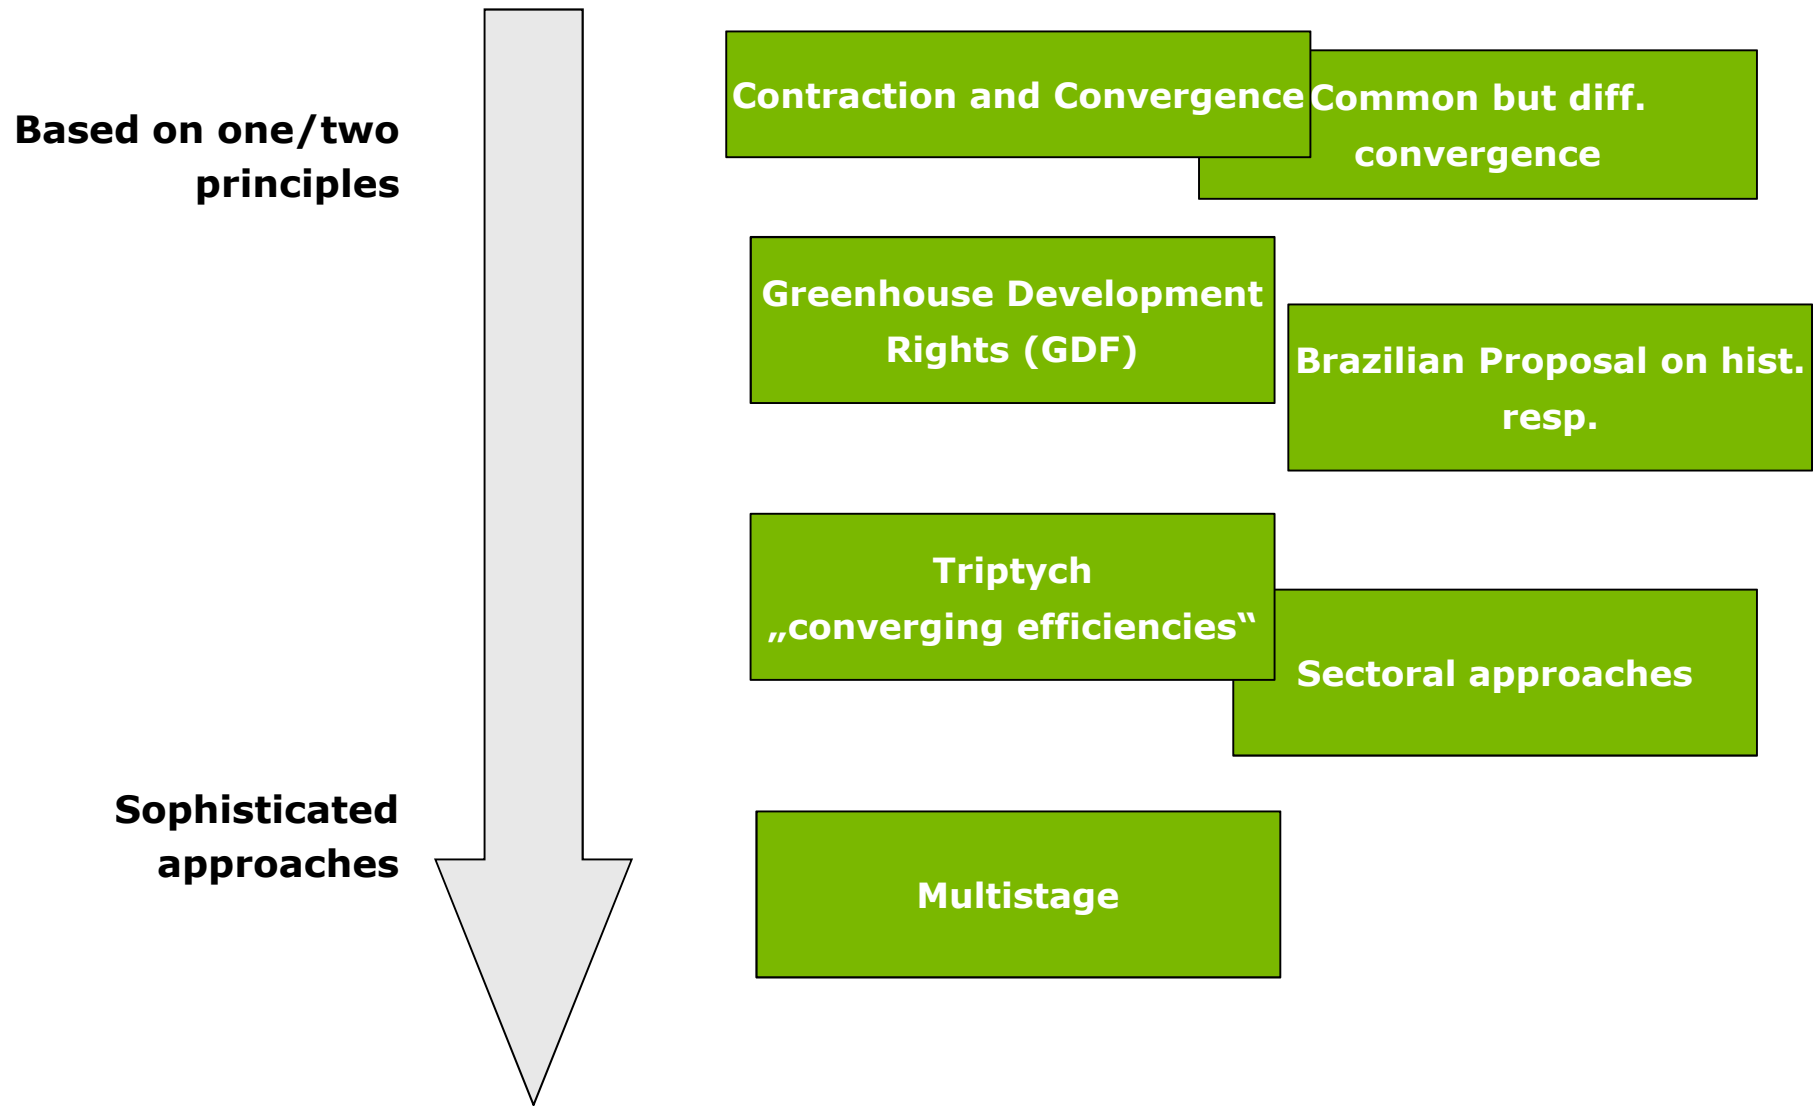 Based on one/two
principles
Contraction and Convergence
Common but diff.
convergence
Greenhouse Development
Rights (GDF)
Brazilian Proposal on hist.
resp.
Triptych
„converging efficiencies‟
Sectoral approaches
Sophisticated
approaches
Multistage